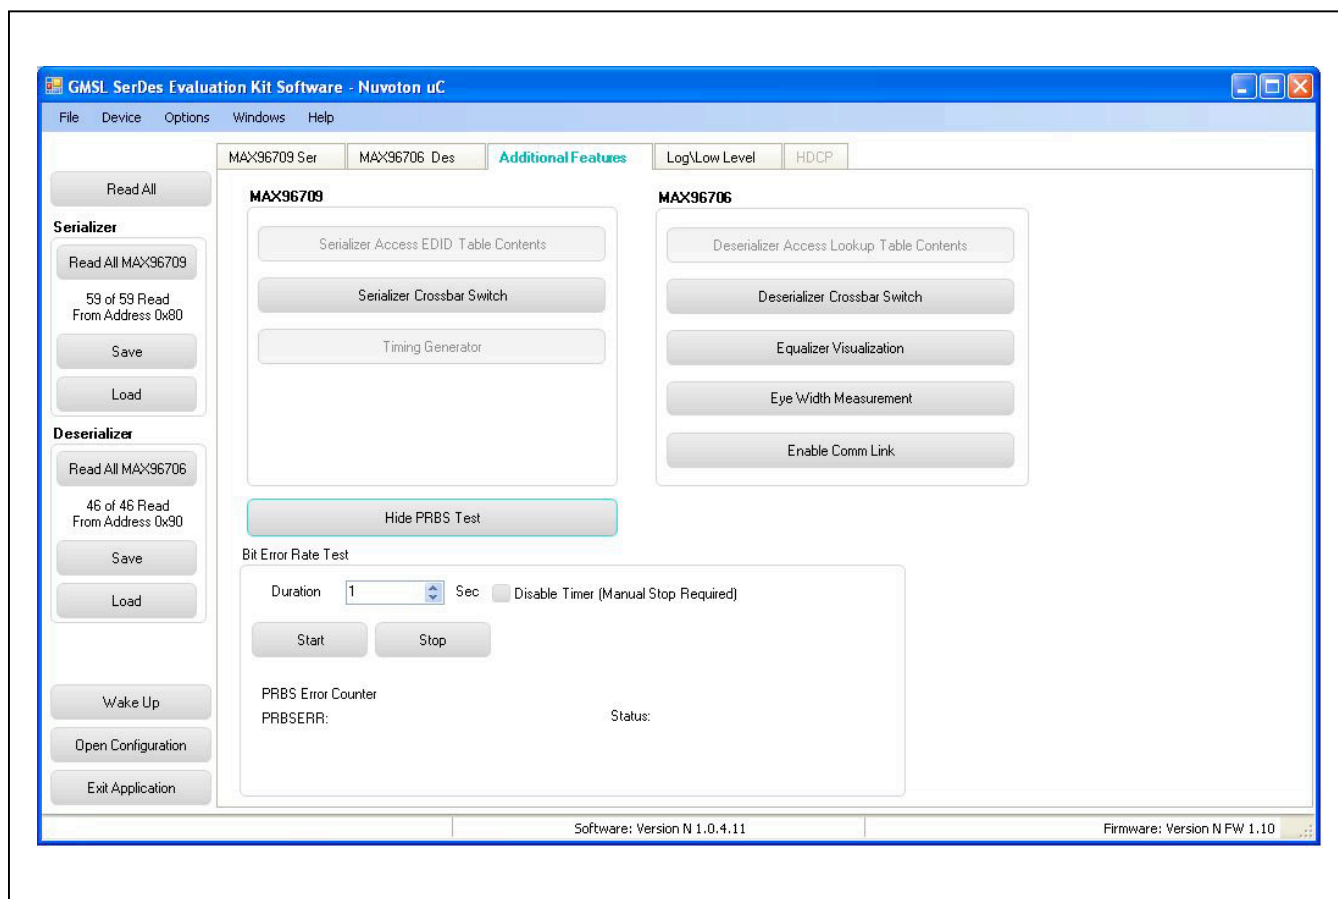 GMSL SerDes Evaluation Kit Software - Nuvoton uC
File Device Options Windows Help
MAX96709 Ser MAX96706 Des Additional Features Log\Low Level HDCP
Read All
Serializer
Read All MAX96709
59 of 59 Read
From Address 0x80
Save
Load
Deserializer
Read All MAX96706
46 of 46 Read
From Address 0x90
Save
Load
Wake Up
Open Configuration
Exit Application
MAX96709
Serializer Access EDID Table Contents
Serializer Crossbar Switch
Timing Generator
MAX96706
Deserializer Access Lookup Table Contents
Deserializer Crossbar Switch
Equalizer Visualization
Eye Width Measurement
Enable Comm Link
Hide PRBS Test
Bit Error Rate Test
Duration 1 Sec Disable Timer (Manual Stop Required)
Start Stop
PRBS Error Counter
PRBSERR: Status:
Software: Version N 1.0.4.11 Firmware: Version N FW 1.10